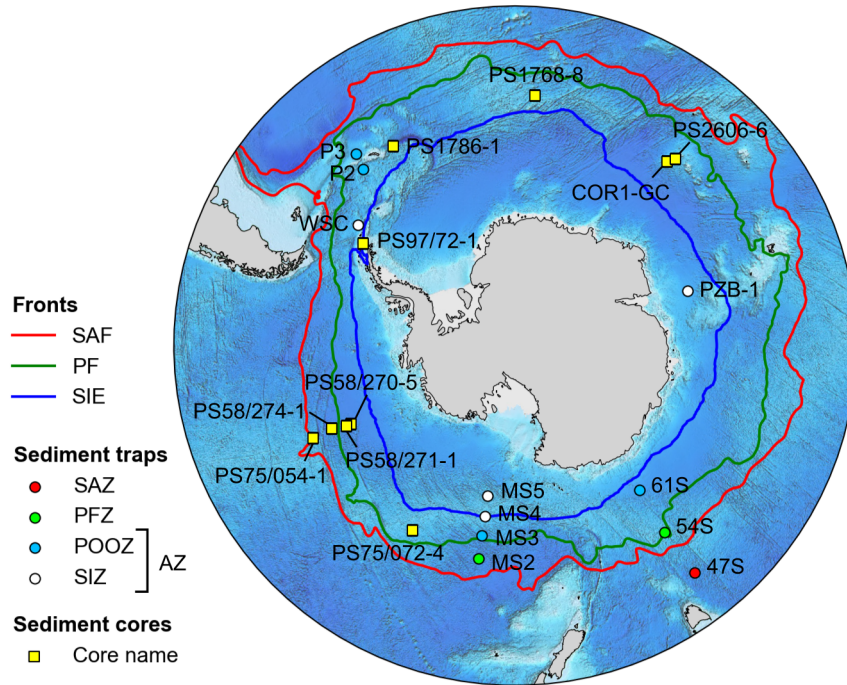 PS1768-8
PS2606-6
P3
PS1786-1
P2
COR1-GC
WSC
PS97/72-1
PZB-1
Fronts
SAF
PF
SIE
PS58/270-5
PS58/274-1
PS58/271-1
PS75/054-1
Sediment traps
SAZ
PFZ
POOZ
SIZ
AZ
MS5
61S
MS4
54S
PS75/072-4
MS3
MS2
47S
Sediment cores
Core name